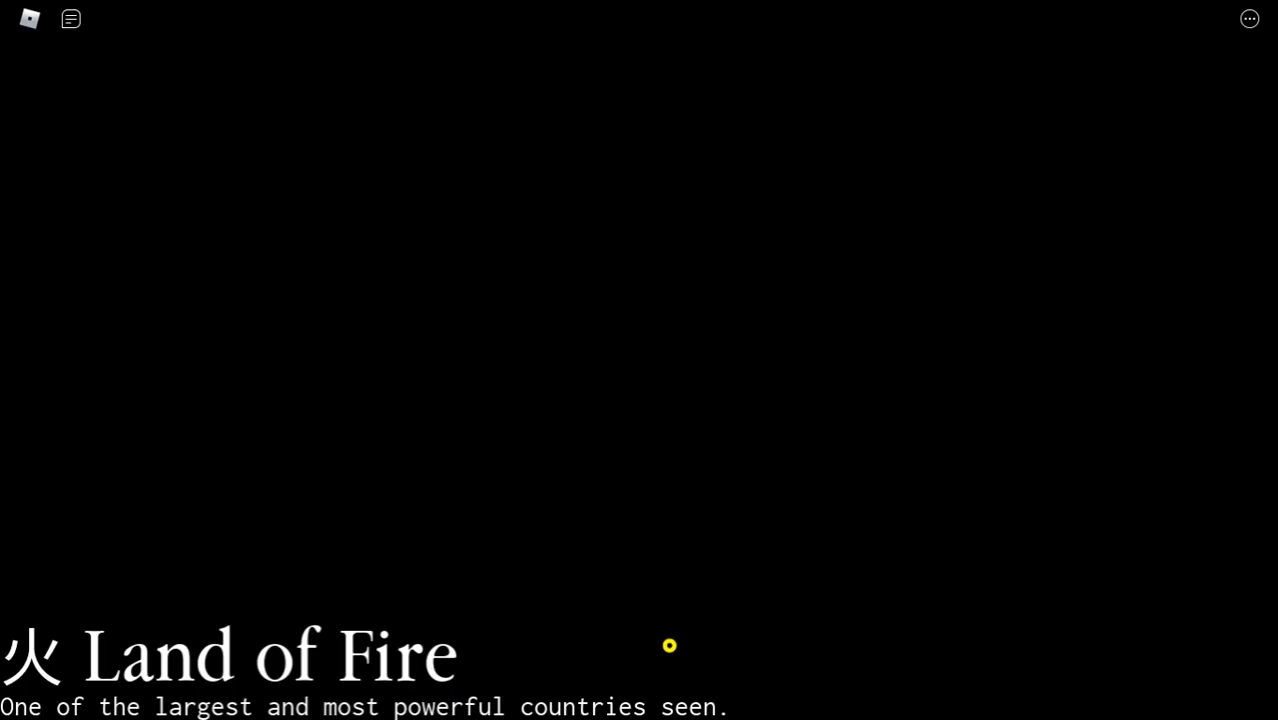 火 Land of Fire
One of the largest and most powerful countries seen.